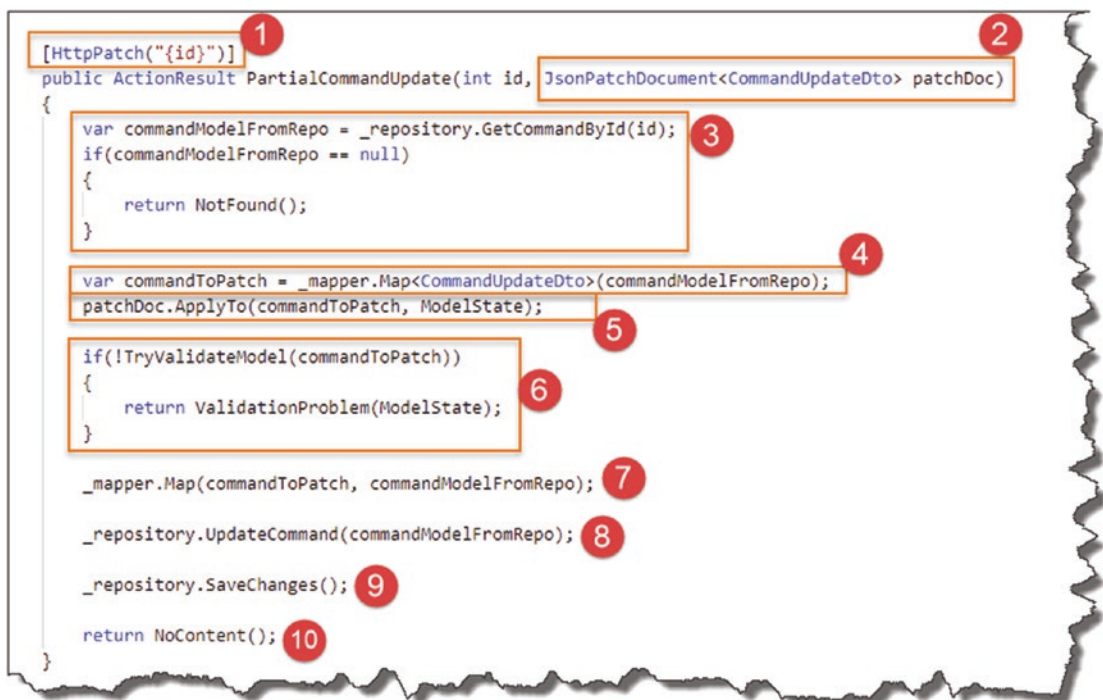 1
[HttpPatch("{id}")]
2
public ActionResult PartialCommandUpdate(int id, JsonPatchDocument<CommandUpdateDto> patchDoc)
{
var commandModelFromRepo = _repository.GetCommandById(id);
3
if(commandModelFromRepo == null)
{
return NotFound();
}
4
var commandToPatch = _mapper.Map<CommandUpdateDto>(commandModelFromRepo);
patchDoc.ApplyTo(commandToPatch, ModelState);
5
if(!TryValidateModel(commandToPatch))
{
6
return ValidationProblem(ModelState);
}
_mapper.Map(commandToPatch, commandModelFromRepo); 7
_repository.UpdateCommand(commandModelFromRepo); 8
_repository.SaveChanges(); 9
return NoContent(); 10
}